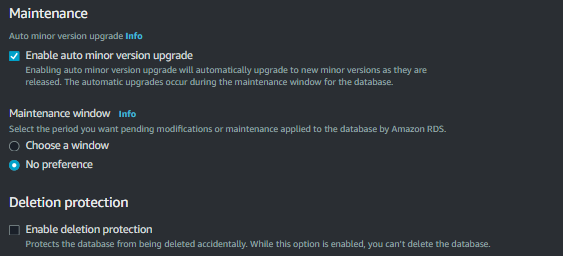 Maintenance
Auto minor version upgrade Info
Enable auto minor version upgrade
Enabling auto minor version upgrade will automatically upgrade to new minor versions as they are
released. The automatic upgrades occur during the maintenance window for the database.
Maintenance window Info
Select the period you want pending modifications or maintenance applied to the database by Amazon RDS.
Choose a window
No preference
Deletion protection
Enable deletion protection
Protects the database from being deleted accidentally. While this option is enabled, you can't delete the database.